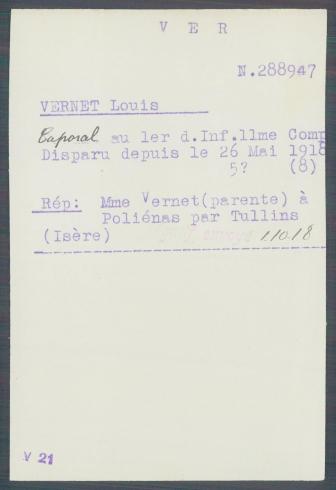 V E R
N.288947
VERNET Louis
Caporal au 1er d.Inf.11me Comp
Disparu depuis le 26 Mai 1918
5? (8)
Rép: Mme Vernet(parente) à
Poliénas par Tullins
(Isère) envoyé 1.10.18
V 21